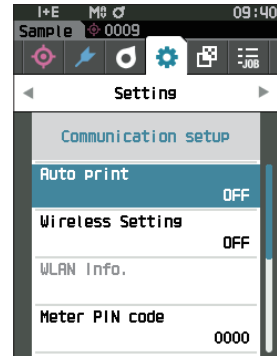 I+E M0 09:40
Sample 0009
JOB
Setting
Communication setup
Auto print
OFF
Wireless Setting
OFF
WLAN Info.
Meter PIN code
0000